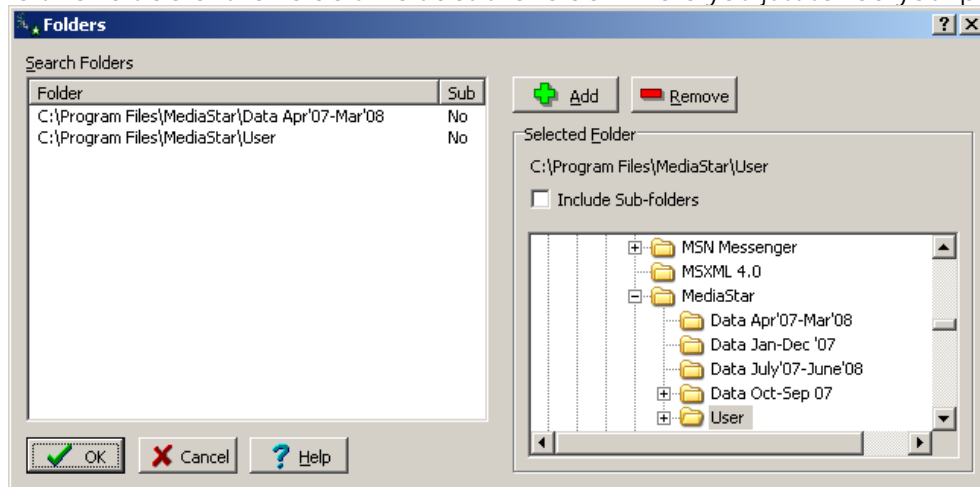 Folders
Search Folders
Folder Sub
C:\Program Files\MediaStar\Data Apr'07-Mar'08 No
C:\Program Files\MediaStar\User No
Add
Remove
Selected Folder
C:\Program Files\MediaStar\User
Include Sub-folders
MSN Messenger
MSXML 4.0
MediaStar
Data Apr'07-Mar'08
Data Jan-Dec '07
Data July'07-June'08
Data Oct-Sep 07
User
OK
Cancel
? Help